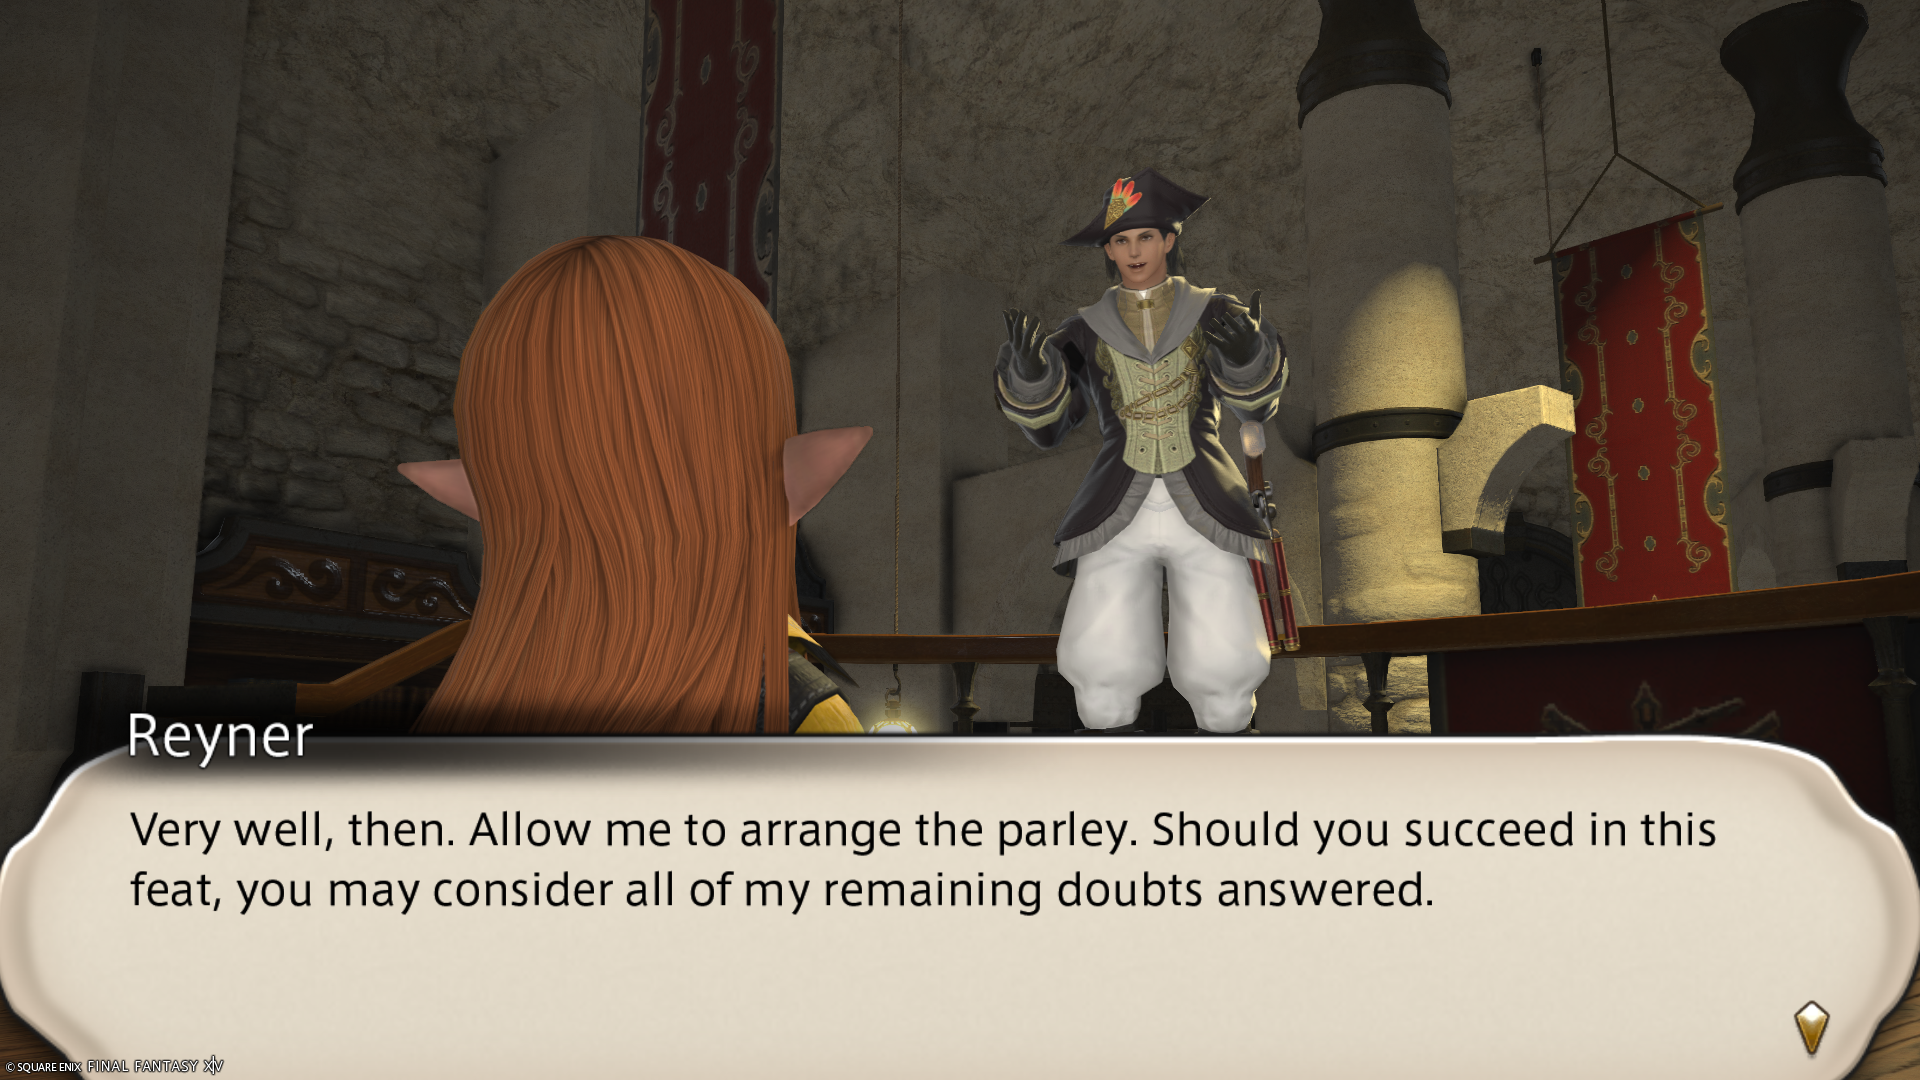 Reyner
Very well, then. Allow me to arrange the parley. Should you succeed in this
feat, you may consider all of my remaining doubts answered.
© SQUARE ENIX FINAL FANTASY XIV